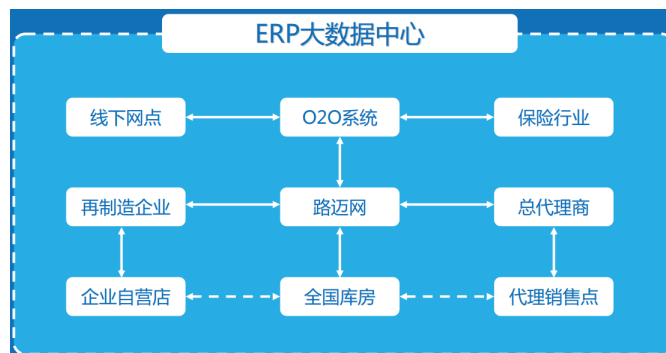 ERP大数据中心
线下网点
O2O系统
保险行业
再制造企业
路迈网
总代理商
企业自营店
全国库房
代理销售点